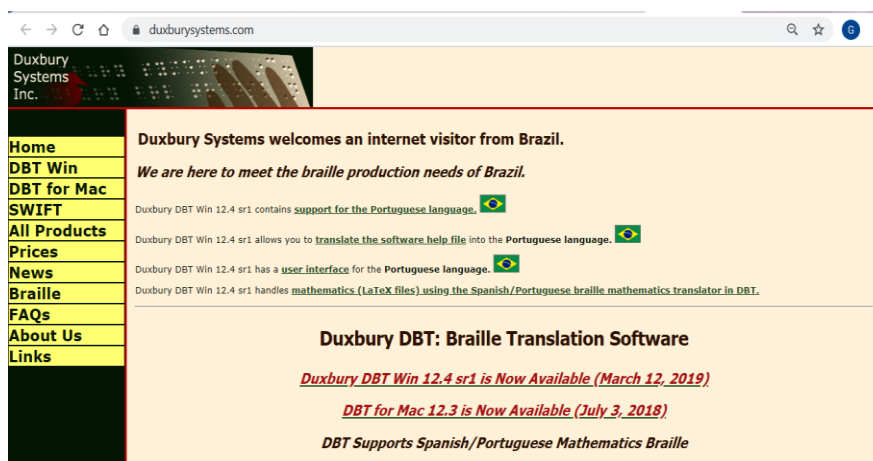 duxburysystems.com
G
Duxbury
Systems
Inc.
Home
DBT Win
DBT for Mac
SWIFT
All Products
Prices
News
Braille
FAQs
About Us
Links
Duxbury Systems welcomes an internet visitor from Brazil.
We are here to meet the braille production needs of Brazil.
Duxbury DBT Win 12.4 sr1 contains support for the Portuguese language.
Duxbury DBT Win 12.4 sr1 allows you to translate the software help file into the Portuguese language.
Duxbury DBT Win 12.4 sr1 has a user interface for the Portuguese language.
Duxbury DBT Win 12.4 sr1 handles mathematics (LaTeX files) using the Spanish/Portuguese braille mathematics translator in DBT.
Duxbury DBT: Braille Translation Software
Duxbury DBT Win 12.4 sr1 is Now Available (March 12, 2019)
DBT for Mac 12.3 is Now Available (July 3, 2018)
DBT Supports Spanish/Portuguese Mathematics Braille